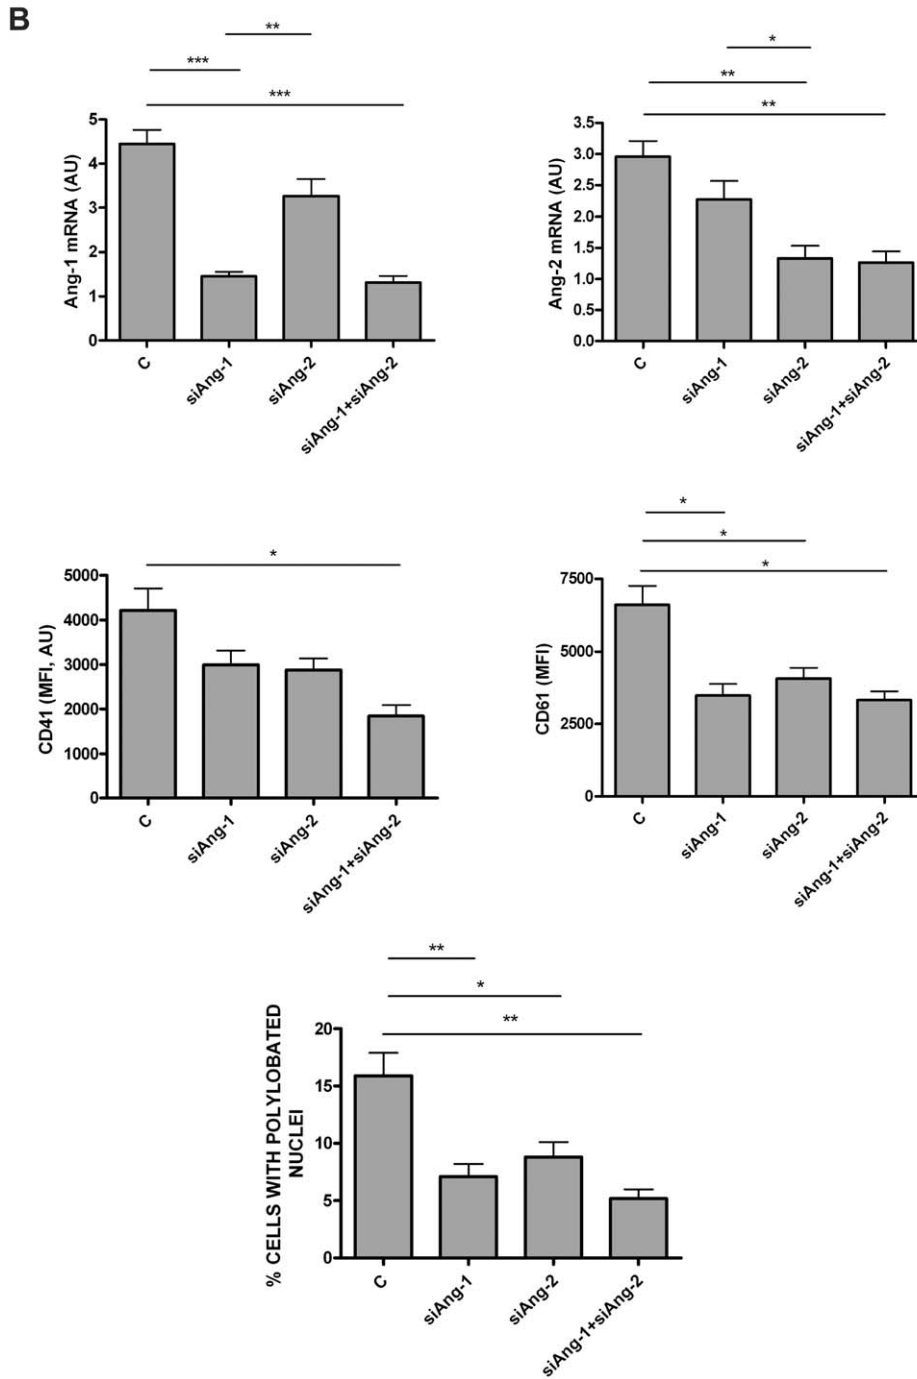 B
**
***
***
Ang-1 mRNA (AU)
5
4
3
2
1
0
C
siAng-1
siAng-2
siAng-1+siAng-2
*
**
**
Ang-2 mRNA (AU)
3.5
3.0
2.5
2.0
1.5
1.0
0.5
0.0
C
siAng-1
siAng-2
siAng-1+siAng-2
*
CD41 (MFI, AU)
5000
4000
3000
2000
1000
0
C
siAng-1
siAng-2
siAng-1+siAng-2
*
*
*
CD61 (MFI)
7500
5000
2500
0
C
siAng-1
siAng-2
siAng-1+siAng-2
**
*
**
% CELLS WITH POLYLOBATED
NUCLEI
20
15
10
5
0
C
siAng-1
siAng-2
siAng-1+siAng-2